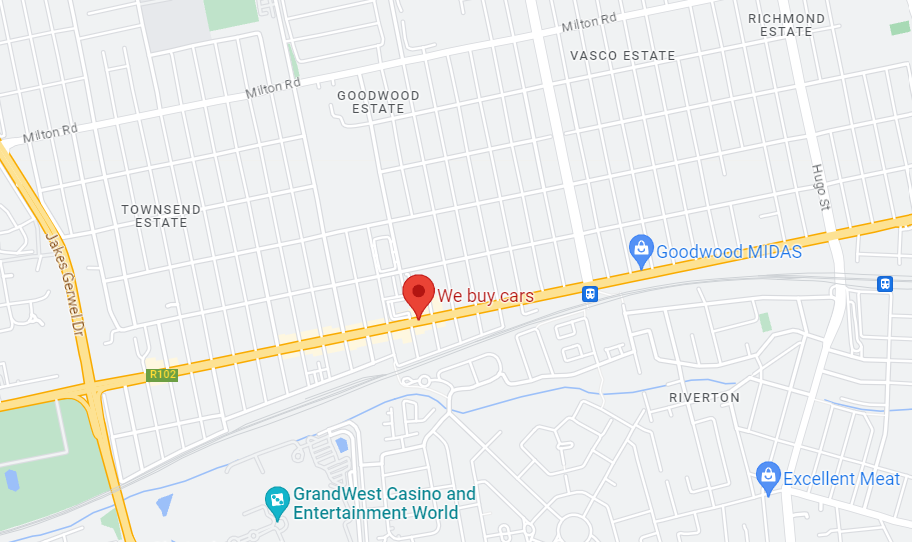 RICHMOND
ESTATE
Milton Rd
VASCO ESTATE
Milton Rd
GOODWOOD
ESTATE
Milton Rd
Hugo St
TOWNSEND
ESTATE
Jakes Gerwel Dr
Goodwood MIDAS
We buy cars
R102
RIVERTON
Excellent Meat
GrandWest Casino and
Entertainment World